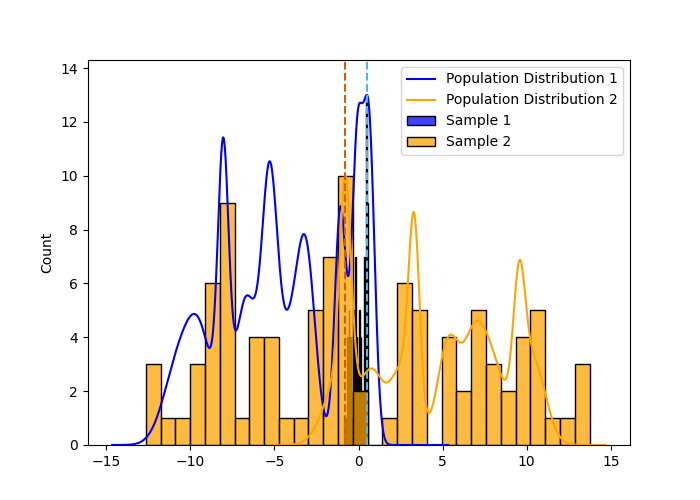 Population Distribution 1
Population Distribution 2
Sample 1
Sample 2
Count
14
12
10
8
6
4
2
0
−15 −10 −5 0 5 10 15